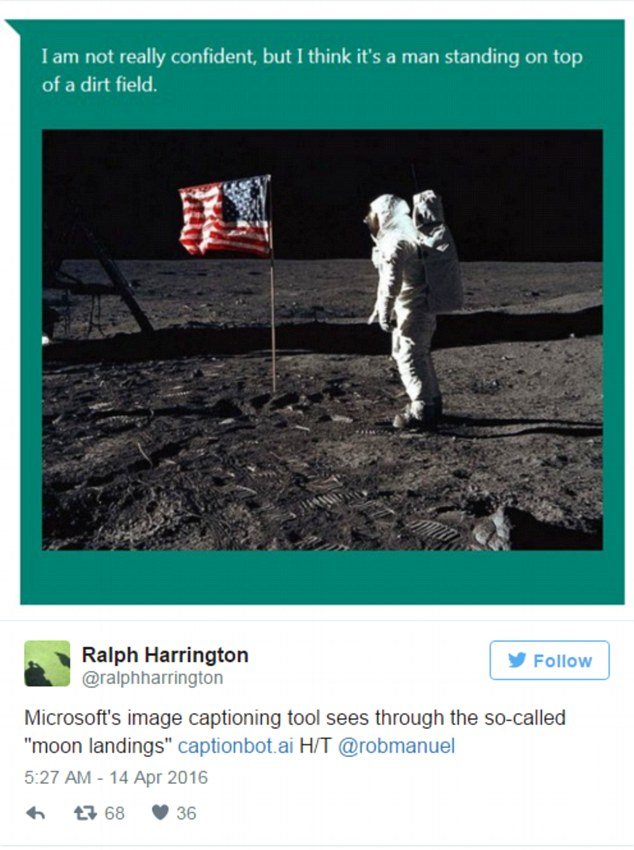 I am not really confident, but I think it's a man standing on top
of a dirt field.
Ralph Harrington
@ralphharrington
Follow
Microsoft's image captioning tool sees through the so-called
"moon landings" captionbot.ai H/T @robmanuel
5:27 AM - 14 Apr 2016
68
36